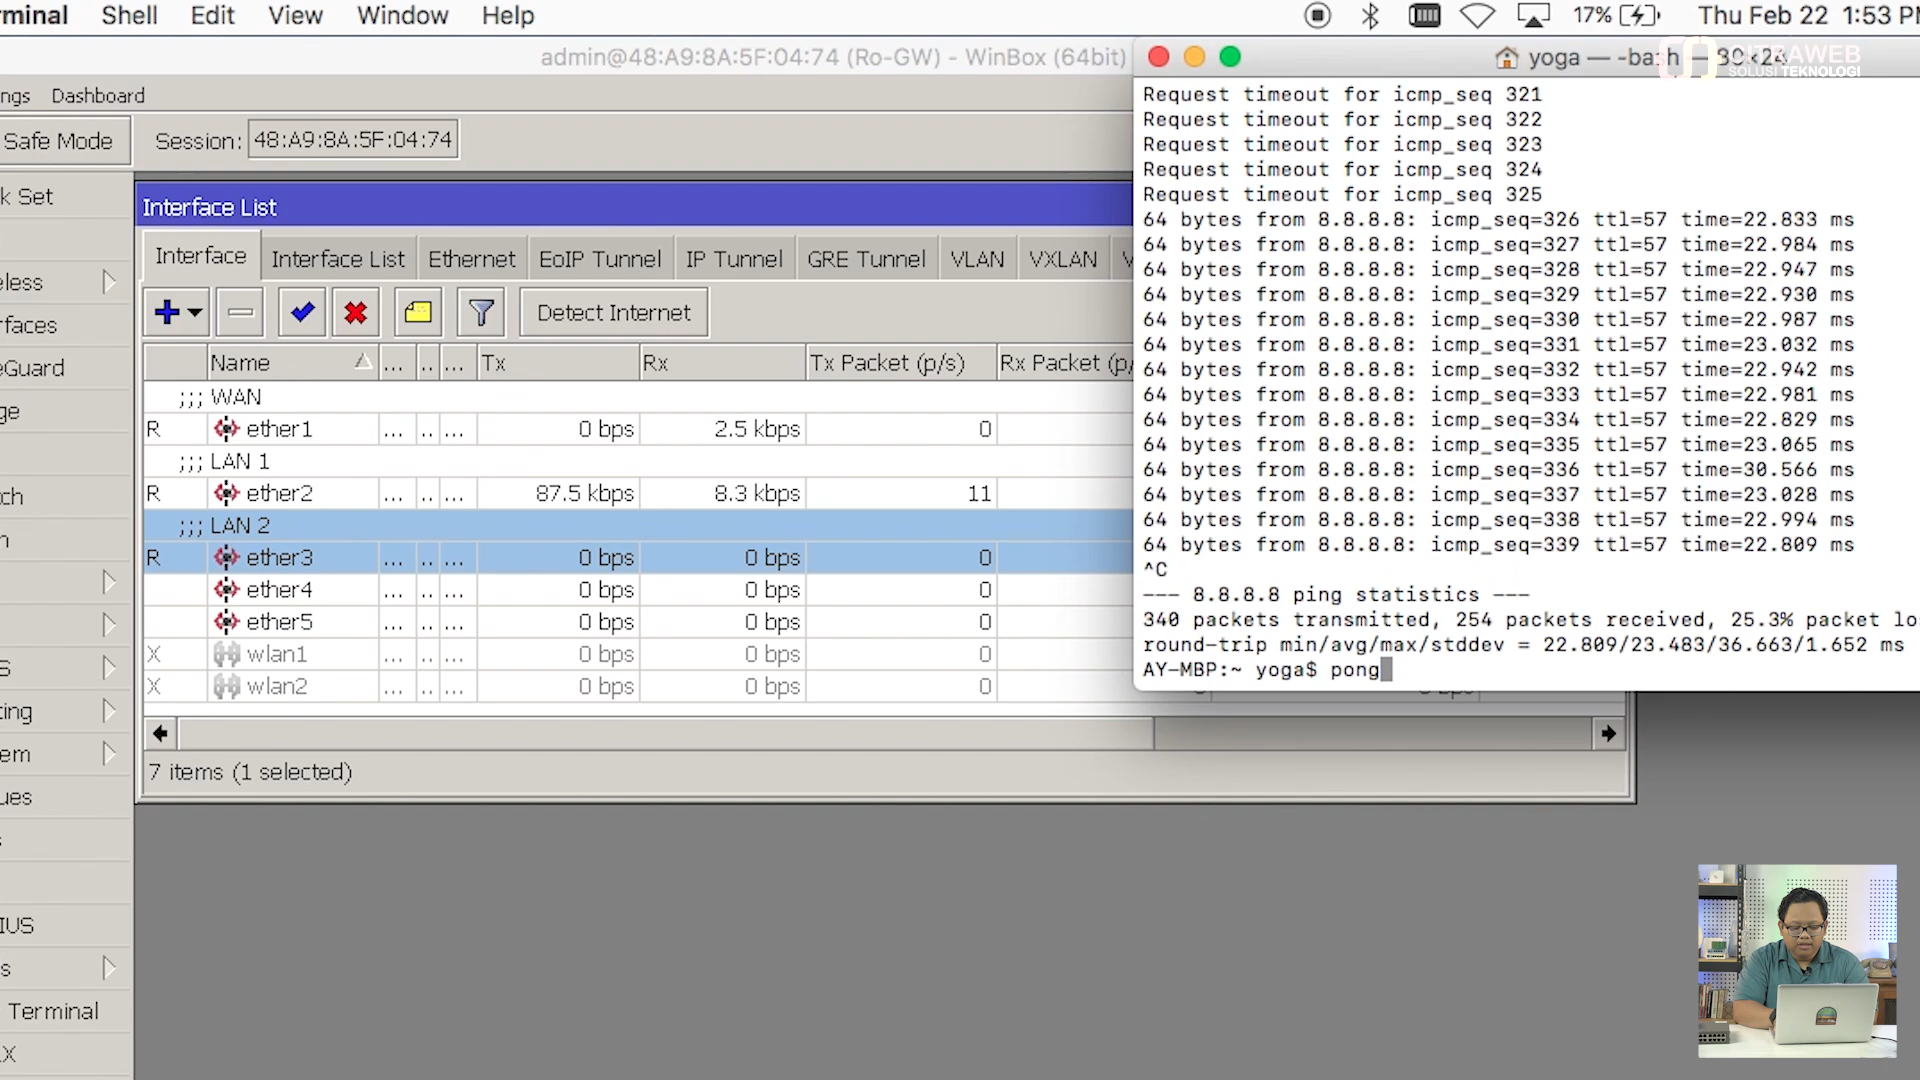 rminal Shell Edit View Window Help 17% Thu Feb 22 1:53 PM
admin@48:A9:8A:5F:04:74 (Ro-GW) - WinBox (64bit)
ngs Dashboard
Safe Mode Session: 48:A9:8A:5F:04:74
k Set
eless
faces
eGuard
ge
tch
n
S
ting
em
ues
s
IUS
s
Terminal
X
Interface List
Interface Interface List Ethernet EoIP Tunnel IP Tunnel GRE Tunnel VLAN VXLAN V
Detect Internet
Name ... .. ... Tx Rx Tx Packet (p/s) Rx Packet (p/
;;; WAN
R ether1 ... .. ... 0 bps 2.5 kbps 0
;;; LAN 1
R ether2 ... .. ... 87.5 kbps 8.3 kbps 11
;;; LAN 2
R ether3 ... .. ... 0 bps 0 bps 0
ether4 ... .. ... 0 bps 0 bps 0
ether5 ... .. ... 0 bps 0 bps 0
X wlan1 ... .. ... 0 bps 0 bps 0
X wlan2 ... .. ... 0 bps 0 bps 0
7 items (1 selected)
yoga — -bash — 80×24
CITRAWEB
SOLUSI TEKNOLOGI
Request timeout for icmp_seq 321
Request timeout for icmp_seq 322
Request timeout for icmp_seq 323
Request timeout for icmp_seq 324
Request timeout for icmp_seq 325
64 bytes from 8.8.8.8: icmp_seq=326 ttl=57 time=22.833 ms
64 bytes from 8.8.8.8: icmp_seq=327 ttl=57 time=22.984 ms
64 bytes from 8.8.8.8: icmp_seq=328 ttl=57 time=22.947 ms
64 bytes from 8.8.8.8: icmp_seq=329 ttl=57 time=22.930 ms
64 bytes from 8.8.8.8: icmp_seq=330 ttl=57 time=22.987 ms
64 bytes from 8.8.8.8: icmp_seq=331 ttl=57 time=23.032 ms
64 bytes from 8.8.8.8: icmp_seq=332 ttl=57 time=22.942 ms
64 bytes from 8.8.8.8: icmp_seq=333 ttl=57 time=22.981 ms
64 bytes from 8.8.8.8: icmp_seq=334 ttl=57 time=22.829 ms
64 bytes from 8.8.8.8: icmp_seq=335 ttl=57 time=23.065 ms
64 bytes from 8.8.8.8: icmp_seq=336 ttl=57 time=30.566 ms
64 bytes from 8.8.8.8: icmp_seq=337 ttl=57 time=23.028 ms
64 bytes from 8.8.8.8: icmp_seq=338 ttl=57 time=22.994 ms
64 bytes from 8.8.8.8: icmp_seq=339 ttl=57 time=22.809 ms
^C
--- 8.8.8.8 ping statistics ---
340 packets transmitted, 254 packets received, 25.3% packet lo
round-trip min/avg/max/stddev = 22.809/23.483/36.663/1.652 ms
AY-MBP:~ yoga$ pong